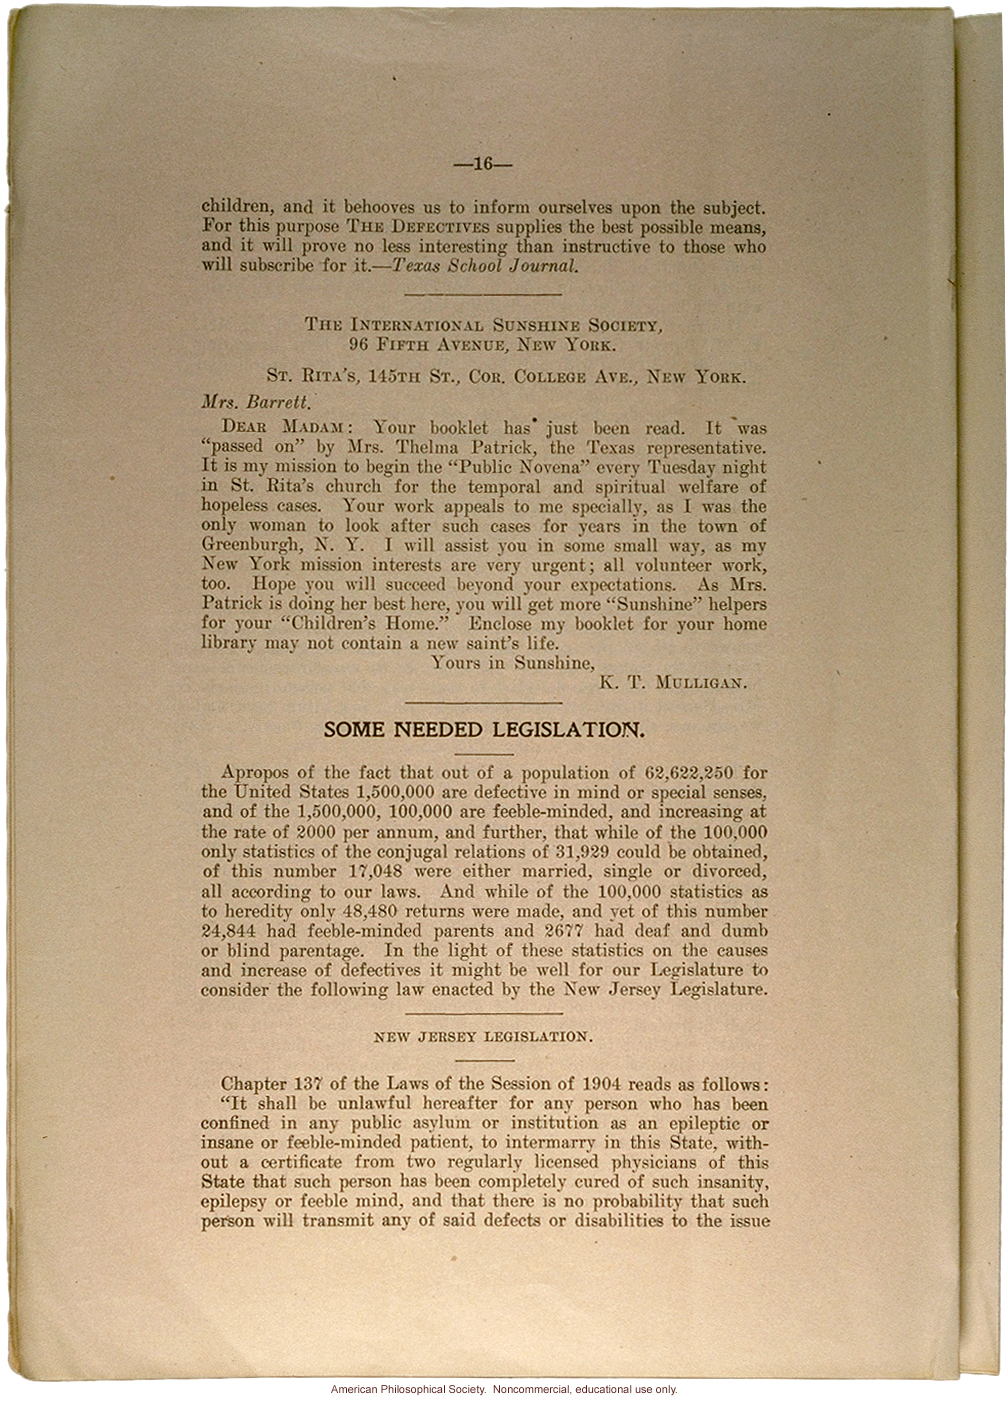 —16—
children, and it behooves us to inform ourselves upon the subject.
For this purpose THE DEFECTIVES supplies the best possible means,
and it will prove no less interesting than instructive to those who
will subscribe for it.—Texas School Journal.
THE INTERNATIONAL SUNSHINE SOCIETY,
96 FIFTH AVENUE, NEW YORK.
ST. RITA'S, 145TH ST., COR. COLLEGE AVE., NEW YORK.
Mrs. Barrett.
DEAR MADAM: Your booklet has just been read. It was
“passed on” by Mrs. Thelma Patrick, the Texas representative.
It is my mission to begin the “Public Novena” every Tuesday night
in St. Rita's church for the temporal and spiritual welfare of
hopeless cases. Your work appeals to me specially, as I was the
only woman to look after such cases for years in the town of
Greenburgh, N. Y. I will assist you in some small way, as my
New York mission interests are very urgent; all volunteer work,
too. Hope you will succeed beyond your expectations. As Mrs.
Patrick is doing her best here, you will get more “Sunshine” helpers
for your “Children's Home.” Enclose my booklet for your home
library may not contain a new saint's life.
Yours in Sunshine,
K. T. MULLIGAN.
SOME NEEDED LEGISLATION.
Apropos of the fact that out of a population of 62,622,250 for
the United States 1,500,000 are defective in mind or special senses,
and of the 1,500,000, 100,000 are feeble-minded, and increasing at
the rate of 2000 per annum, and further, that while of the 100,000
only statistics of the conjugal relations of 31,929 could be obtained,
of this number 17,048 were either married, single or divorced,
all according to our laws. And while of the 100,000 statistics as
to heredity only 48,480 returns were made, and yet of this number
24,844 had feeble-minded parents and 2677 had deaf and dumb
or blind parentage. In the light of these statistics on the causes
and increase of defectives it might be well for our Legislature to
consider the following law enacted by the New Jersey Legislature.
NEW JERSEY LEGISLATION.
Chapter 137 of the Laws of the Session of 1904 reads as follows:
“It shall be unlawful hereafter for any person who has been
confined in any public asylum or institution as an epileptic or
insane or feeble-minded patient, to intermarry in this State, with-
out a certificate from two regularly licensed physicians of this
State that such person has been completely cured of such insanity,
epilepsy or feeble mind, and that there is no probability that such
person will transmit any of said defects or disabilities to the issue
American Philosophical Society. Noncommercial, educational use only.